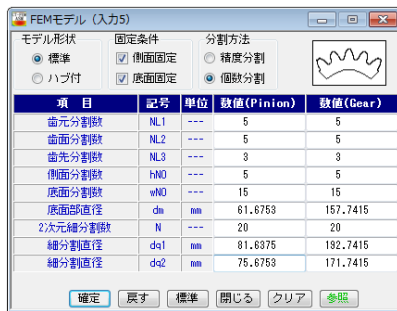 FEMモデル（入力5）
モデル形状 固定条件 分割方法
標準 側面固定 精度分割
ハブ付 底面固定 個数分割
項 目 記号 単位 数値(Pinion) 数値(Gear)
歯元分割数 NL1 --- 5 5
歯面分割数 NL2 --- 5 5
歯先分割数 NL3 --- 3 3
側面分割数 hNO --- 5 5
底面分割数 wNO --- 15 15
底面部直径 dm mm 61.6753 157.7415
2次元細分割数 N --- 20 20
細分割直径 dq1 mm 81.6375 192.7415
細分割直径 dq2 mm 75.6753 171.7415
確定 戻す 標準 閉じる クリア 参照